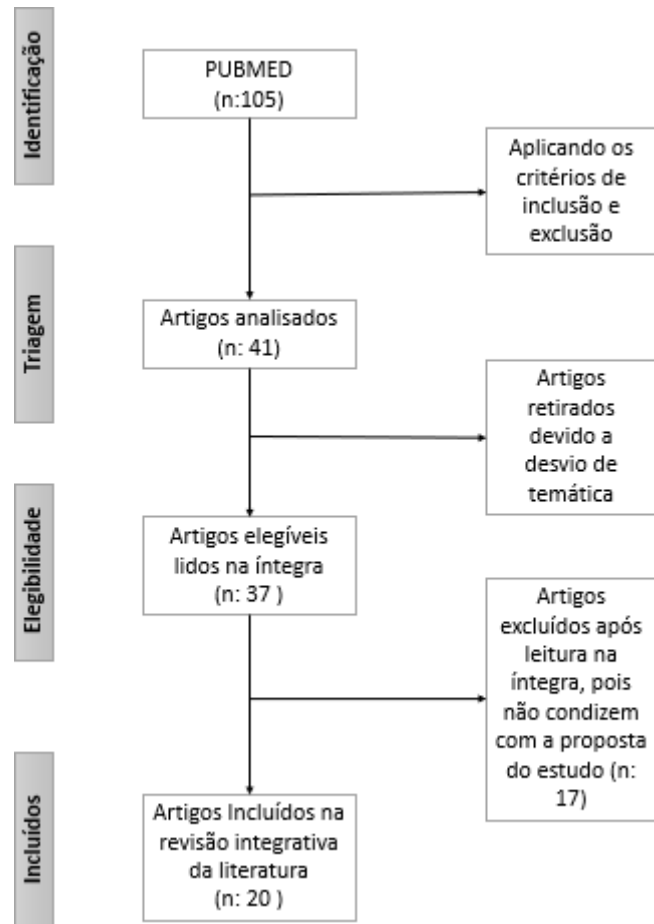 Identificação
PUBMED
(n:105)
Aplicando os
critérios de
inclusão e
exclusão
Triagem
Artigos analisados
(n: 41)
Artigos
retirados
devido a
desvio de
temática
Elegibilidade
Artigos elegíveis
lidos na íntegra
(n: 37 )
Artigos
excluídos após
leitura na
íntegra, pois
não condizem
com a proposta
do estudo (n:
17)
Incluídos
Artigos Incluídos na
revisão integrativa
da literatura
(n: 20 )